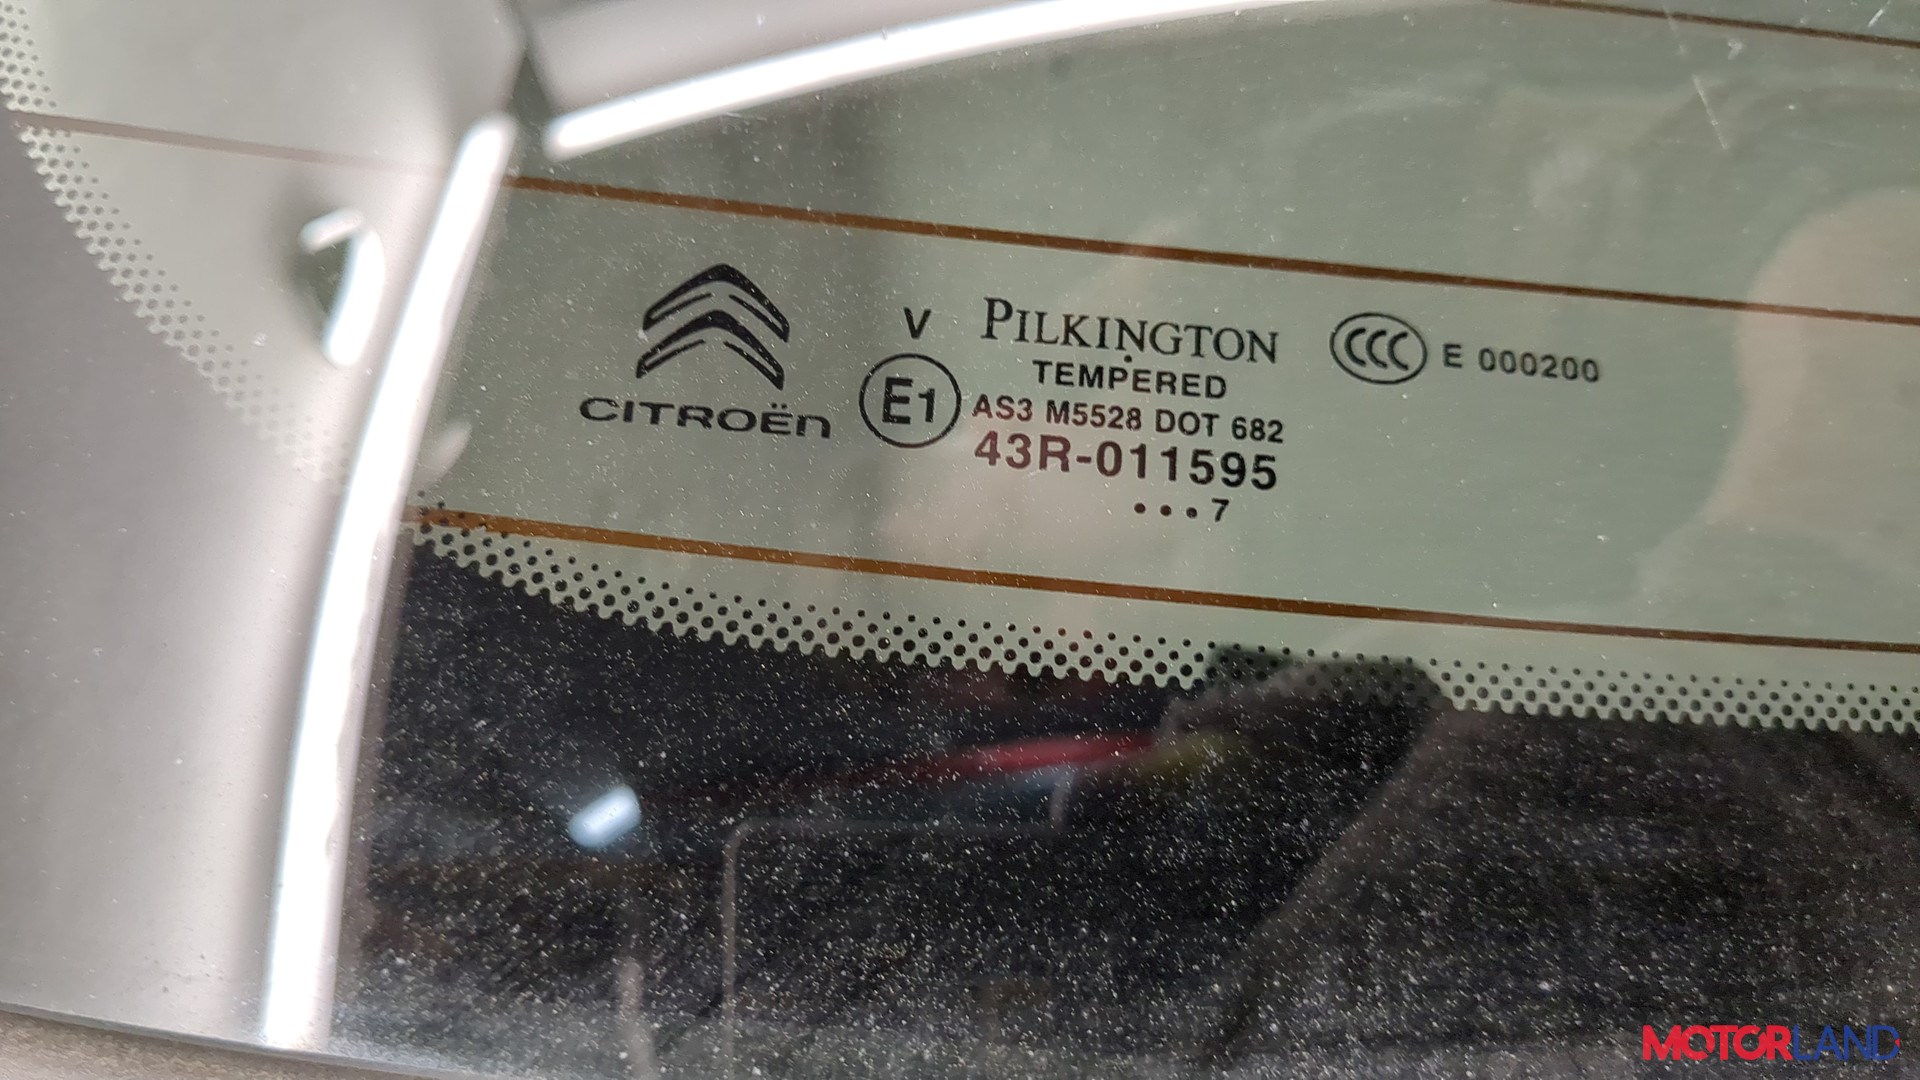 CITROËN
V
E1
PILKINGTON
TEMPERED
AS3 M5528 DOT 682
43R-011595
•••7
CCC E 000200
MOTORLAND